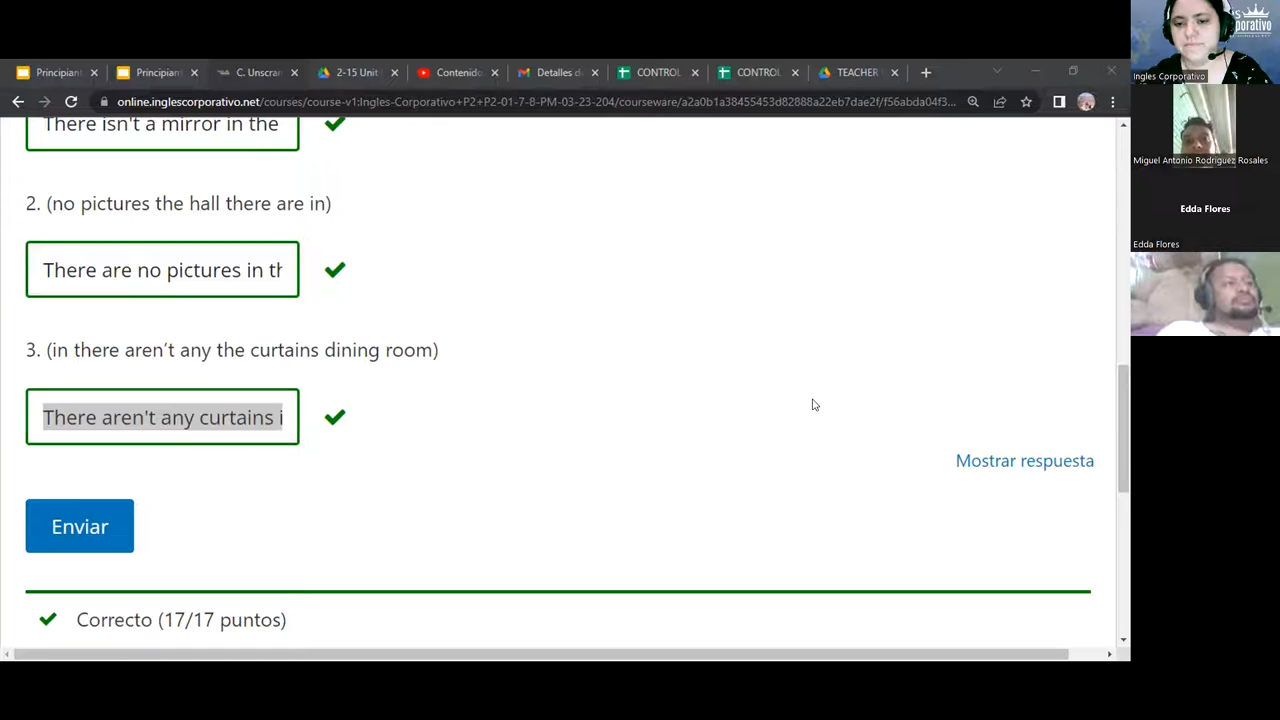 Principiant
Principiam
C. Unscran
2-15 Unit
Contenido
Detalles d
CONTROL
CONTROL
TEACHER
online.inglescorporativo.net/courses/course-v1:Ingles-Corporativo+P2+P2-01-7-8-PM-03-23-204/courseware/a2a0b1a38455453d82888a22eb7dae2f/f56abda04f3...
There isn't a mirror in the
2. (no pictures the hall there are in)
There are no pictures in th
3. (in there aren't any the curtains dining room)
There aren't any curtains i
Mostrar respuesta
Enviar
Correcto (17/17 puntos)
Ingles Corporativo
Miguel Antonio Rodriguez Rosales
Edda Flores
Edda Flores